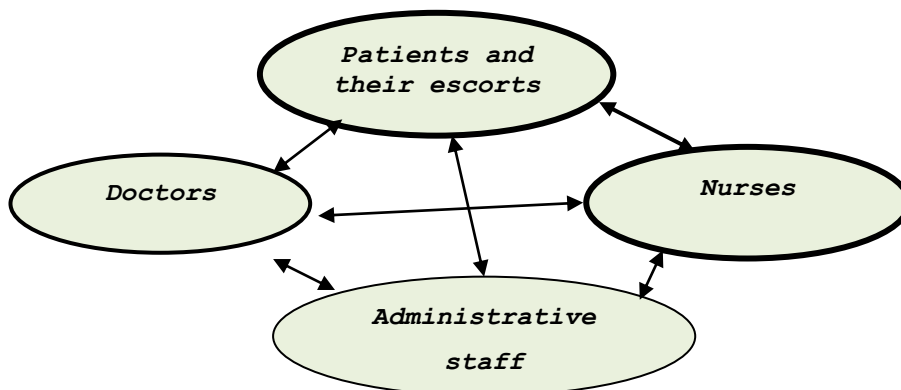 Patients and
their escorts
Doctors
Nurses
Administrative
staff